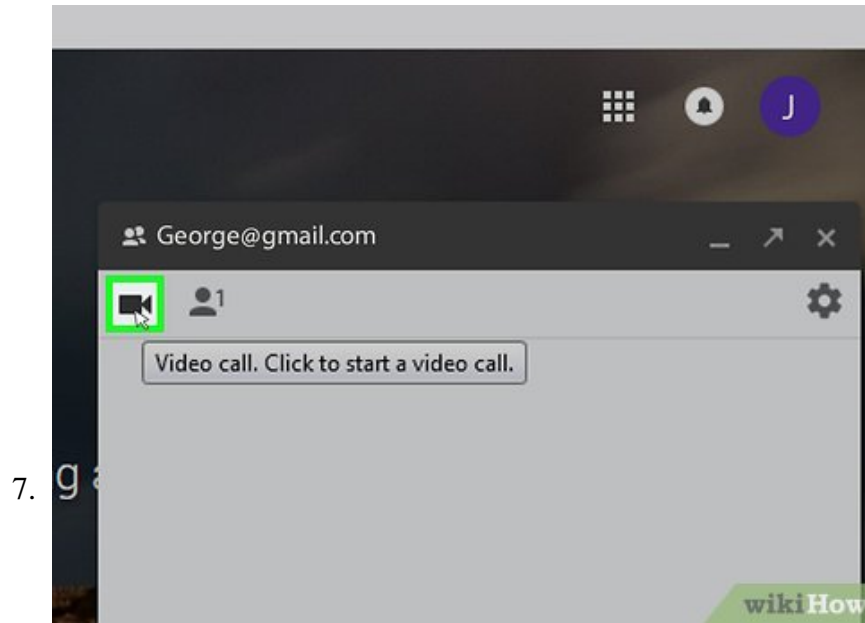 J
George@gmail.com
1
Video call. Click to start a video call.
7.
g a
wikiHow